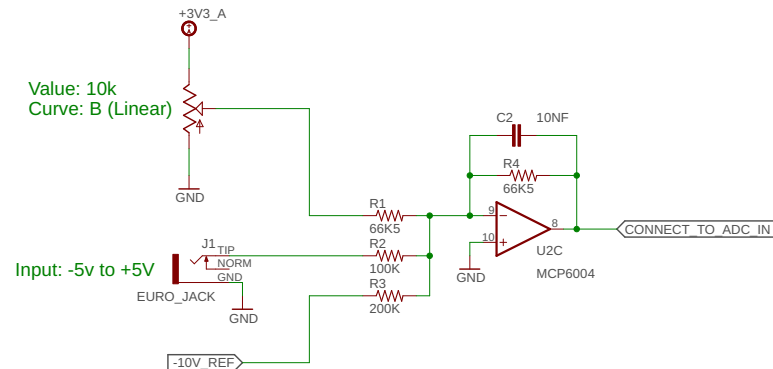 +3V3_A
Value: 10k
Curve: B (Linear)
GND
C2 10NF
R4
66K5
R1
66K5
9
8
10
CONNECT_TO_ADC_IN
U2C
MCP6004
GND
J1
TIP
NORM
GND
R2
100K
Input: -5v to +5V
EURO_JACK
GND
R3
200K
-10V_REF